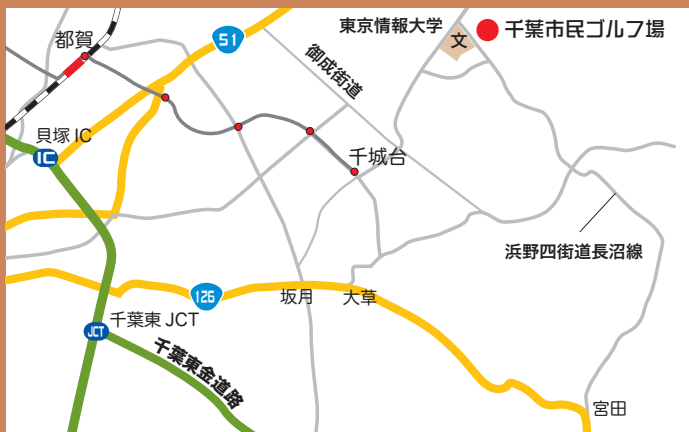 東京情報大学
千葉市民ゴルフ場
都賀
51
文
御成街道
貝塚 IC
IC
千城台
浜野四街道長沼線
126
坂月
大草
JCT
千葉東 JCT
千葉東金道路
宮田